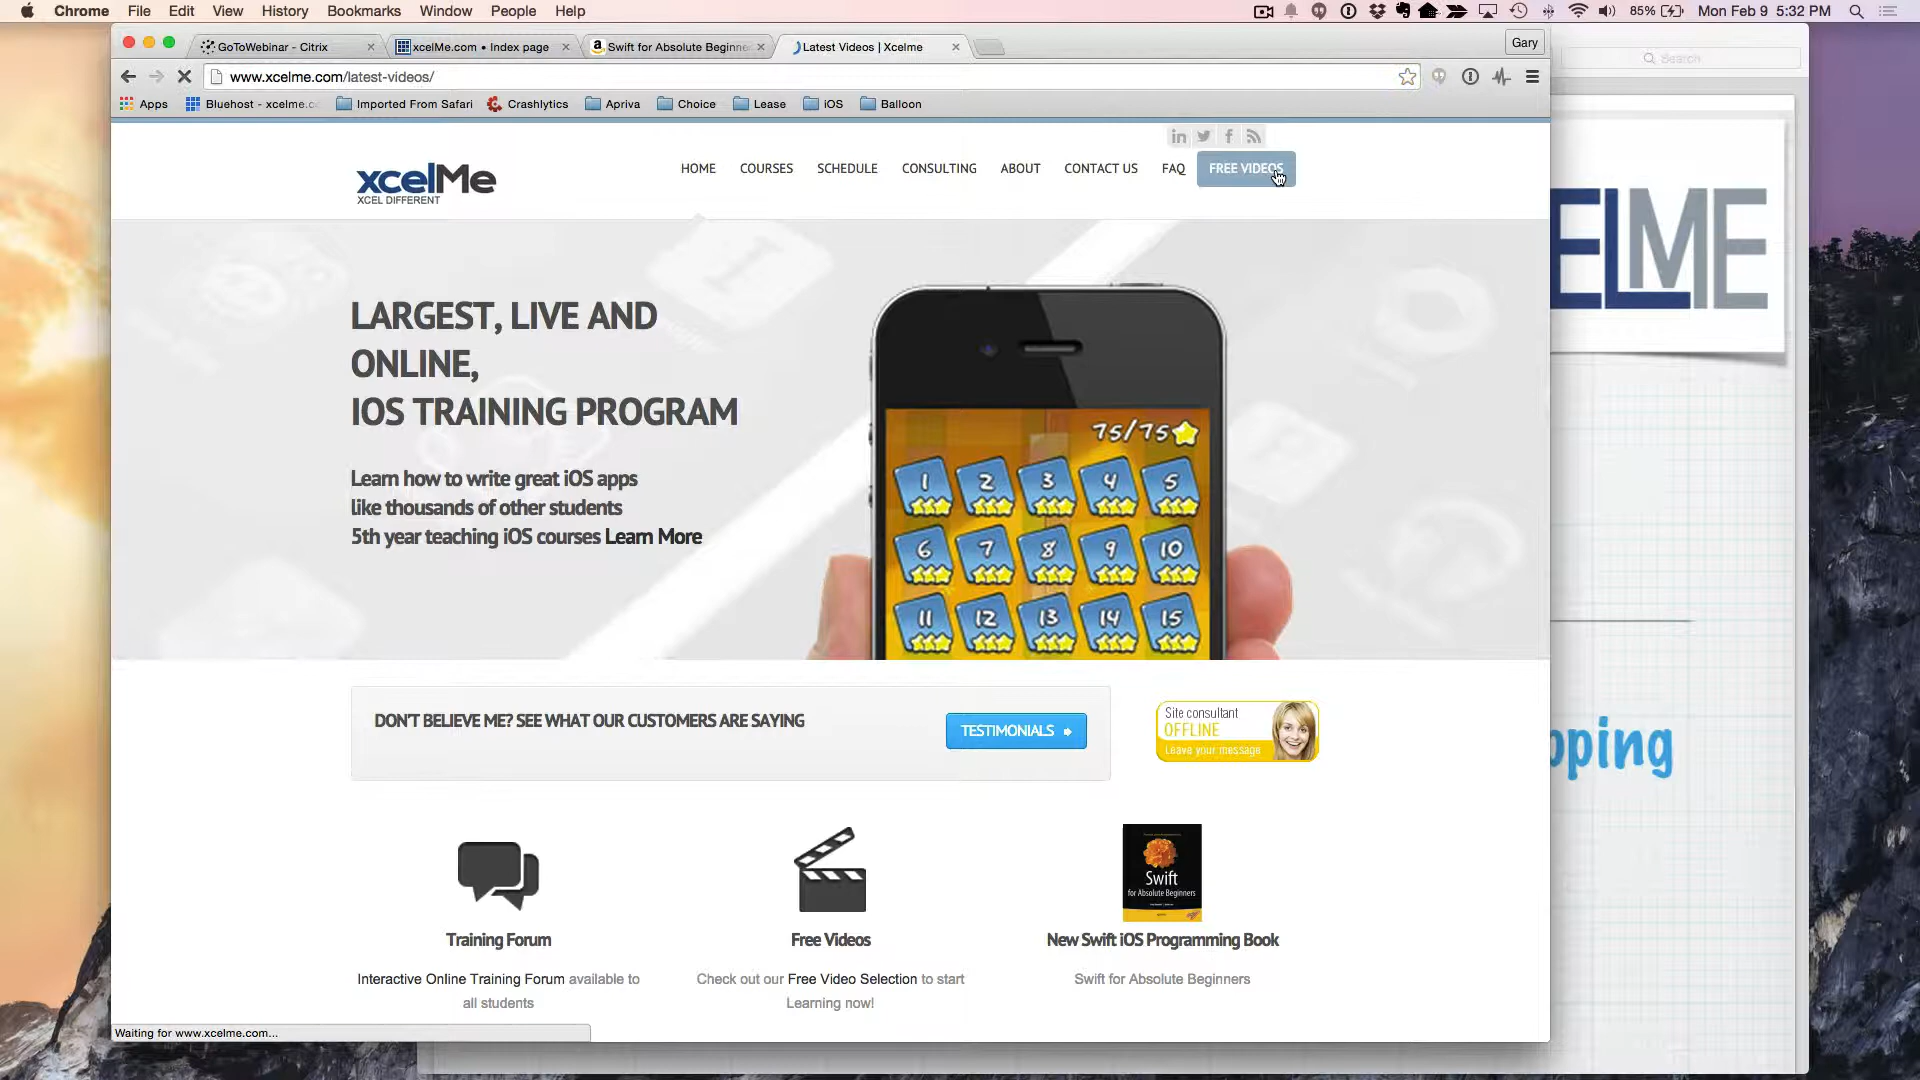 Chrome File Edit View History Bookmarks Window People Help
85% Mon Feb 9 5:32 PM
GoToWebinar - Citrix
xcelMe.com • Index page
Swift for Absolute Beginne
Latest Videos | Xcelme
Gary
Search
www.xcelme.com/latest-videos/
Apps Bluehost - xcelme.c Imported From Safari Crashlytics Apriva Choice Lease iOS Balloon
xcelMe
XCEL DIFFERENT
HOME COURSES SCHEDULE CONSULTING ABOUT CONTACT US FAQ FREE VIDEOS
ELME
LARGEST, LIVE AND
ONLINE,
IOS TRAINING PROGRAM
Learn how to write great iOS apps
like thousands of other students
5th year teaching iOS courses Learn More
75/75
1 2 3 4 5
6 7 8 9 10
11 12 13 14 15
DON'T BELIEVE ME? SEE WHAT OUR CUSTOMERS ARE SAYING
TESTIMONIALS
Site consultant
OFFLINE
Leave your message
pping
Swift
for Absolute Beginners
Training Forum
Interactive Online Training Forum available to
all students
Free Videos
Check out our Free Video Selection to start
Learning now!
New Swift iOS Programming Book
Swift for Absolute Beginners
Waiting for www.xcelme.com...